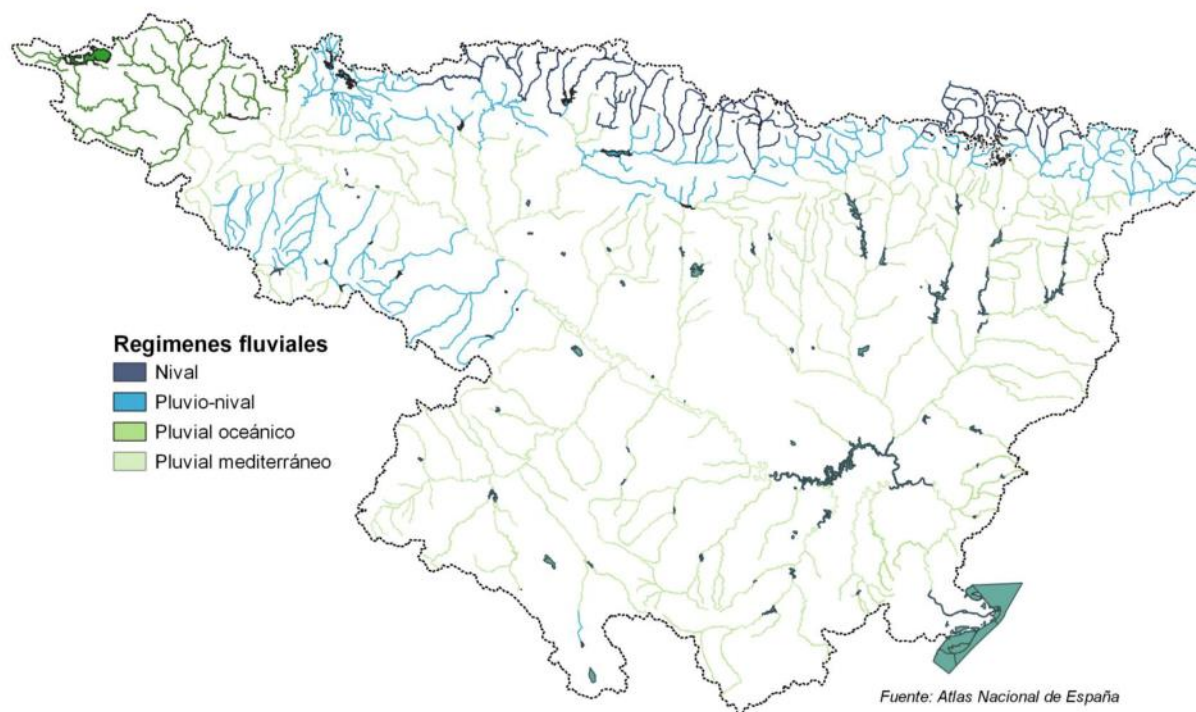 Regimenes fluviales
Nival
Pluvio-nival
Pluvial oceánico
Pluvial mediterráneo
Fuente: Atlas Nacional de España